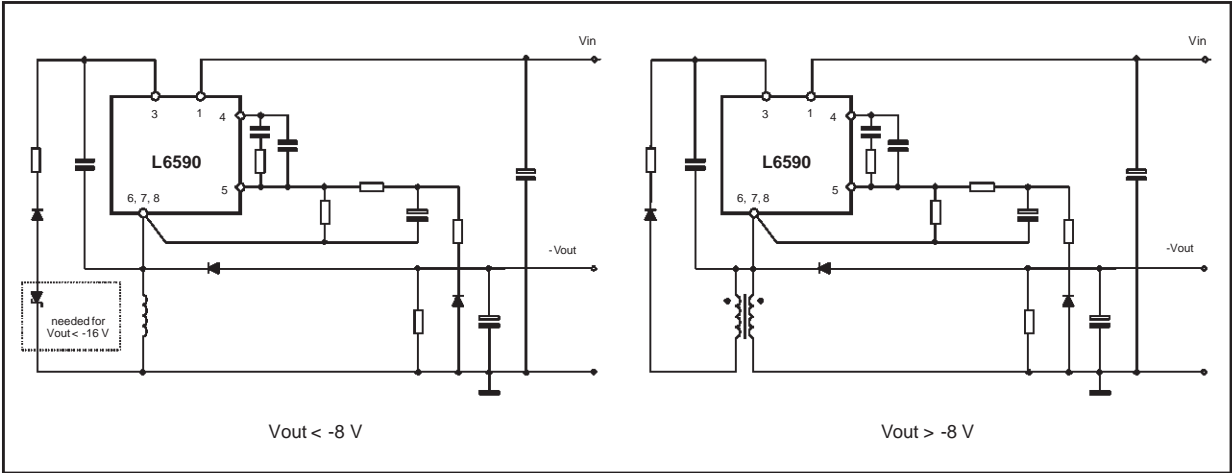 Vin
3
1
4
L6590
5
6, 7, 8
-Vout
needed for
Vout < -16 V
Vout < -8 V
Vin
3
1
4
L6590
5
6, 7, 8
-Vout
Vout > -8 V